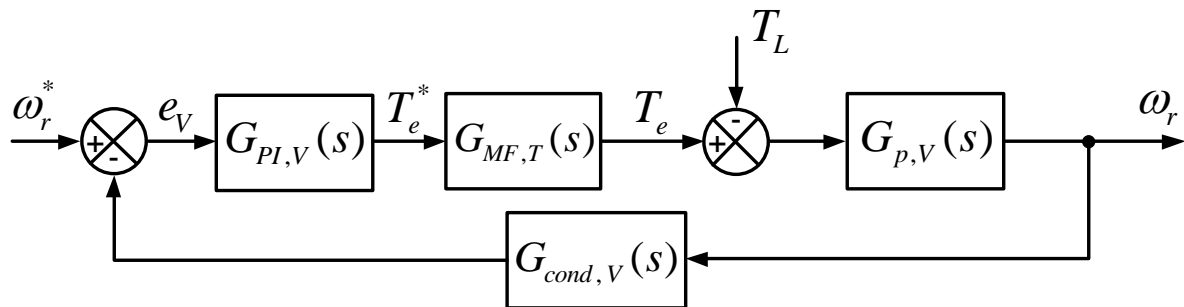 T_L
ω_r^* e_V G_{PI,V}(s) T_e^* G_{MF,T}(s) T_e G_{p,V}(s) ω_r
+ - + -
G_{cond,V}(s)